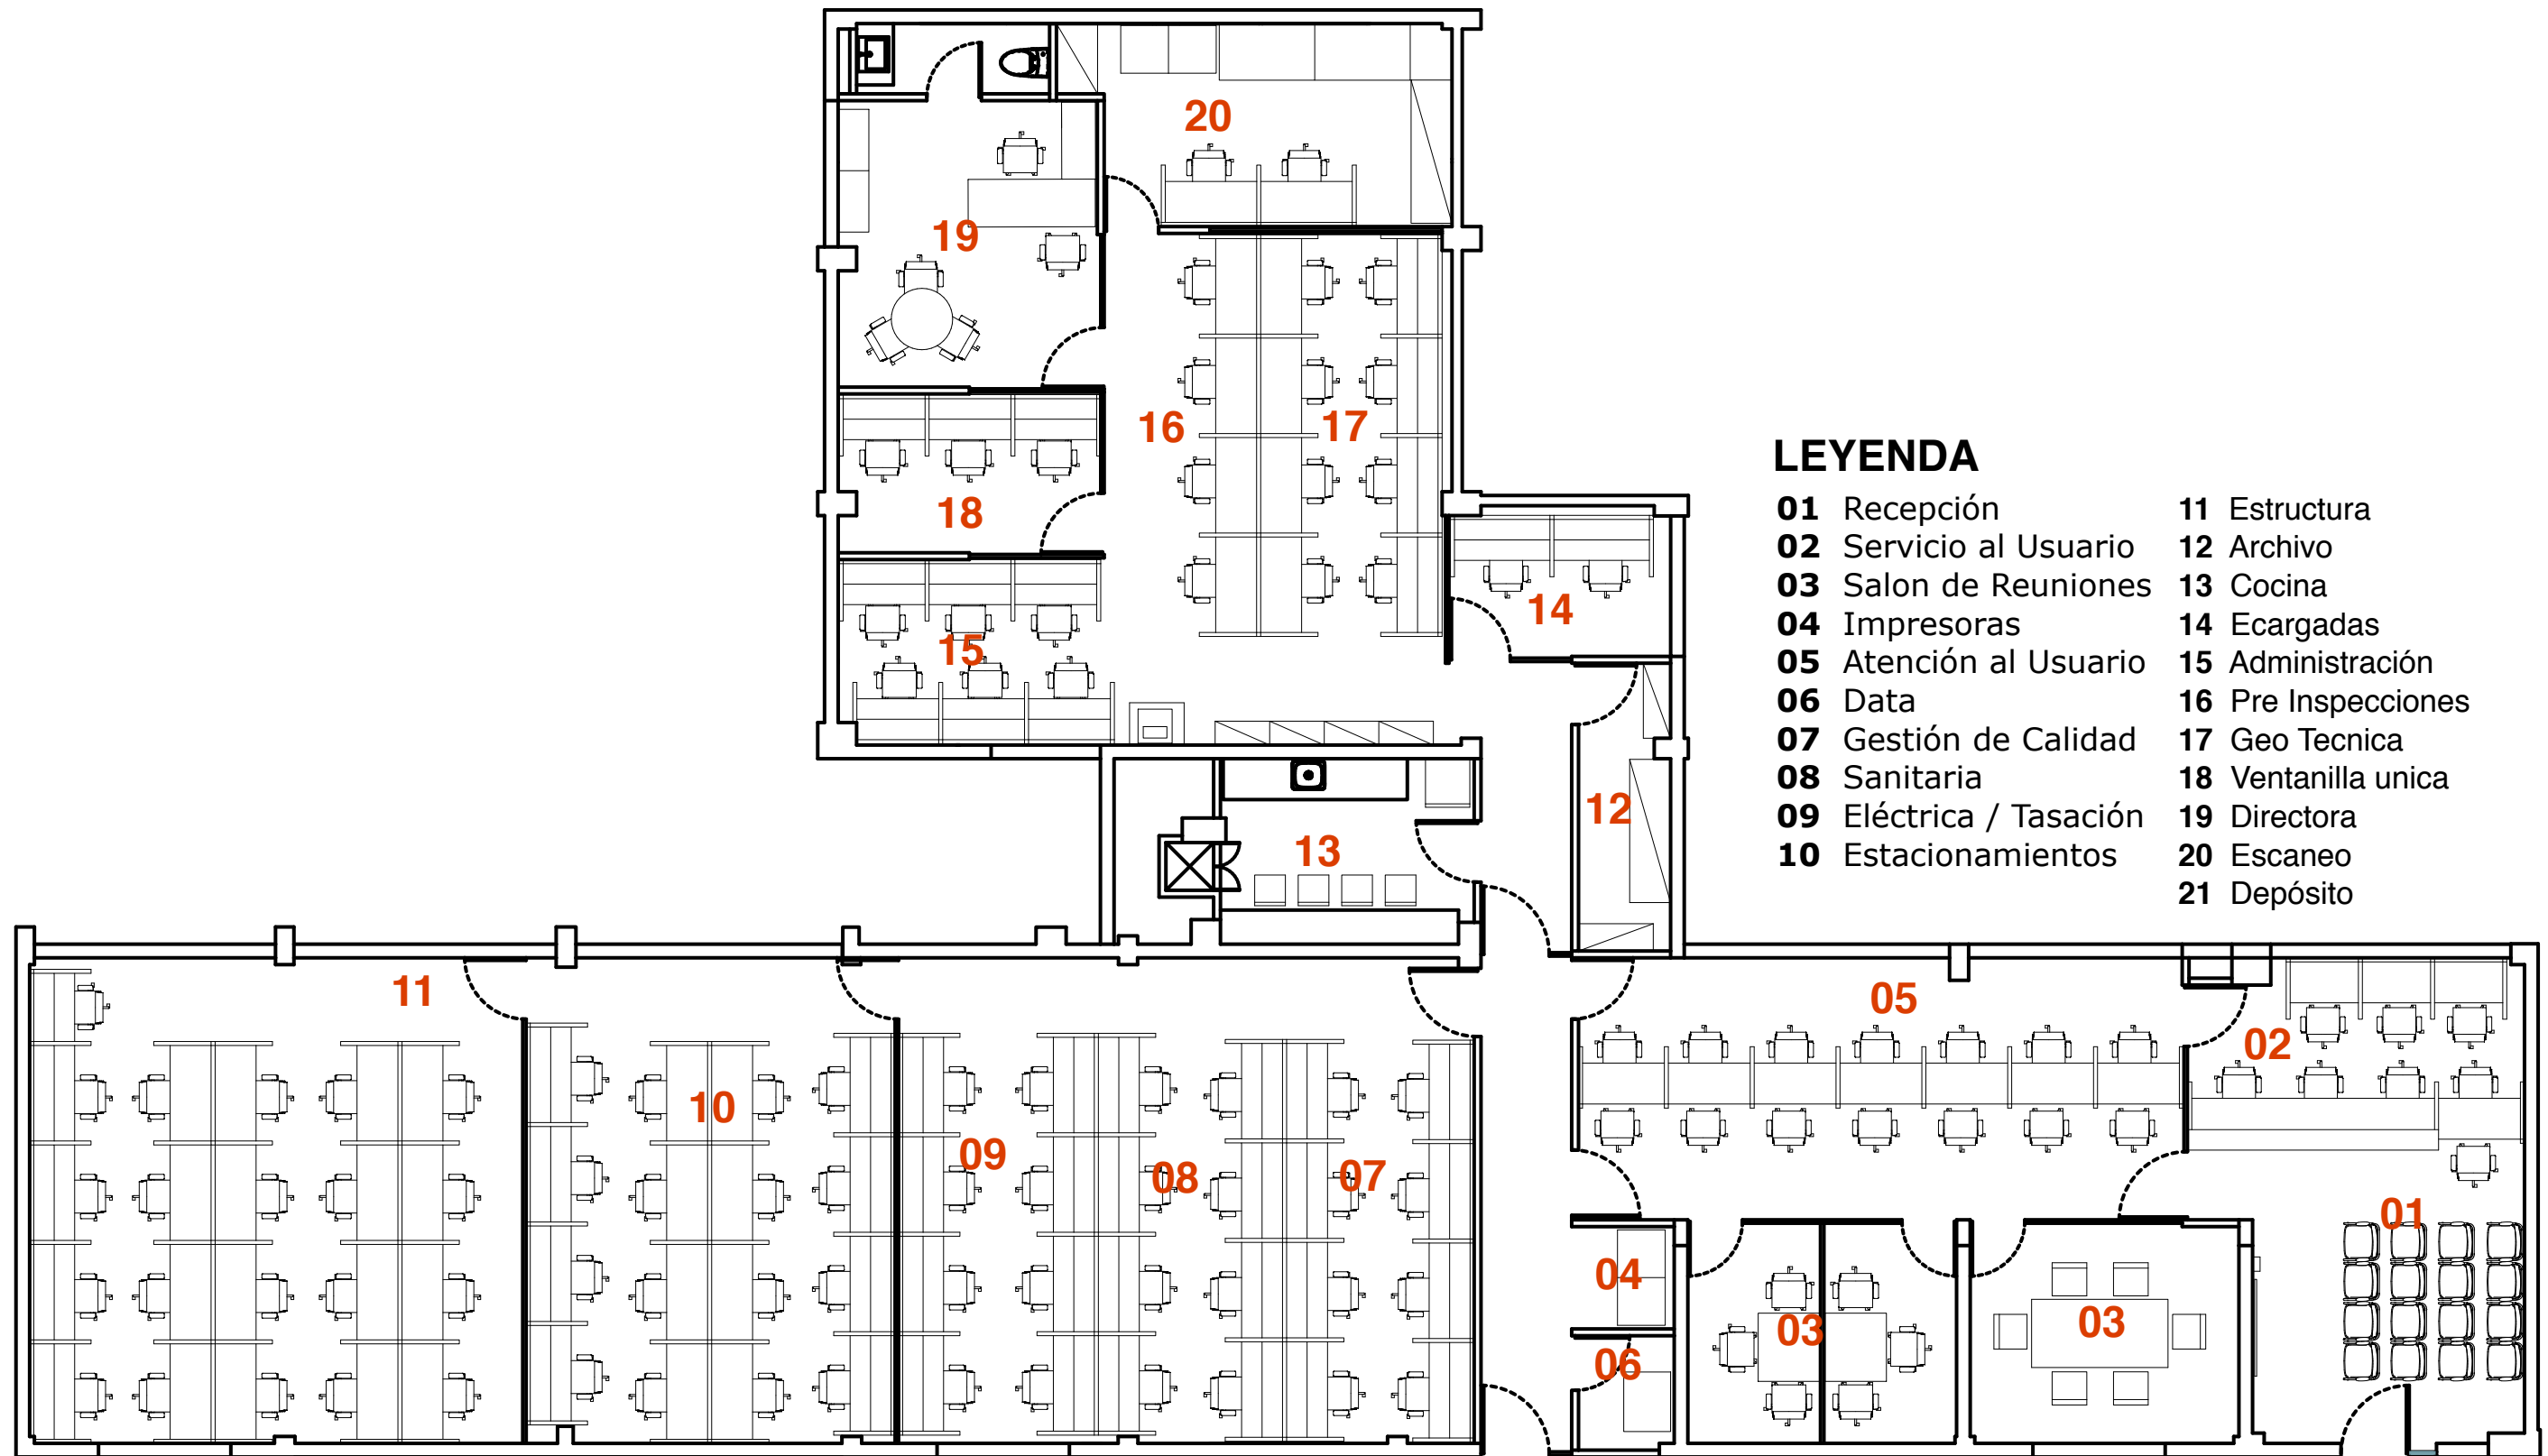 20
19
16
17
18
14
15
12
13
LEYENDA
01 Recepción
02 Servicio al Usuario
03 Salon de Reuniones
04 Impresoras
05 Atención al Usuario
06 Data
07 Gestión de Calidad
08 Sanitaria
09 Eléctrica / Tasación
10 Estacionamientos
11 Estructura
12 Archivo
13 Cocina
14 Ecargadas
15 Administración
16 Pre Inspecciones
17 Geo Tecnica
18 Ventanilla unica
19 Directora
20 Escaneo
21 Depósito
11
05
02
10
09
08
07
01
04
03
03
06